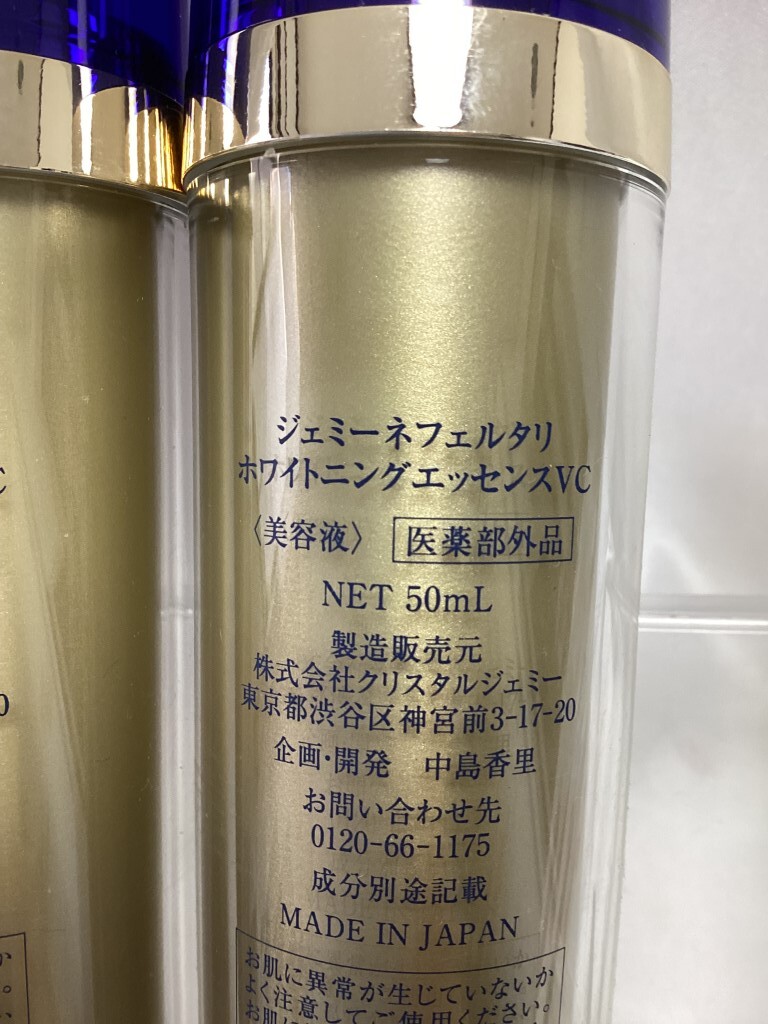 ジェミーネフェルタリ
ホワイトニングエッセンスVC
〈美容液〉 医薬部外品
NET 50mL
製造販売元
株式会社クリスタルジェミー
東京都渋谷区神宮前3-17-20
企画・開発 中島香里
お問い合わせ先
0120-66-1175
成分別途記載
MADE IN JAPAN
お肌に異常が生じていないか
よく注意してご使用ください。